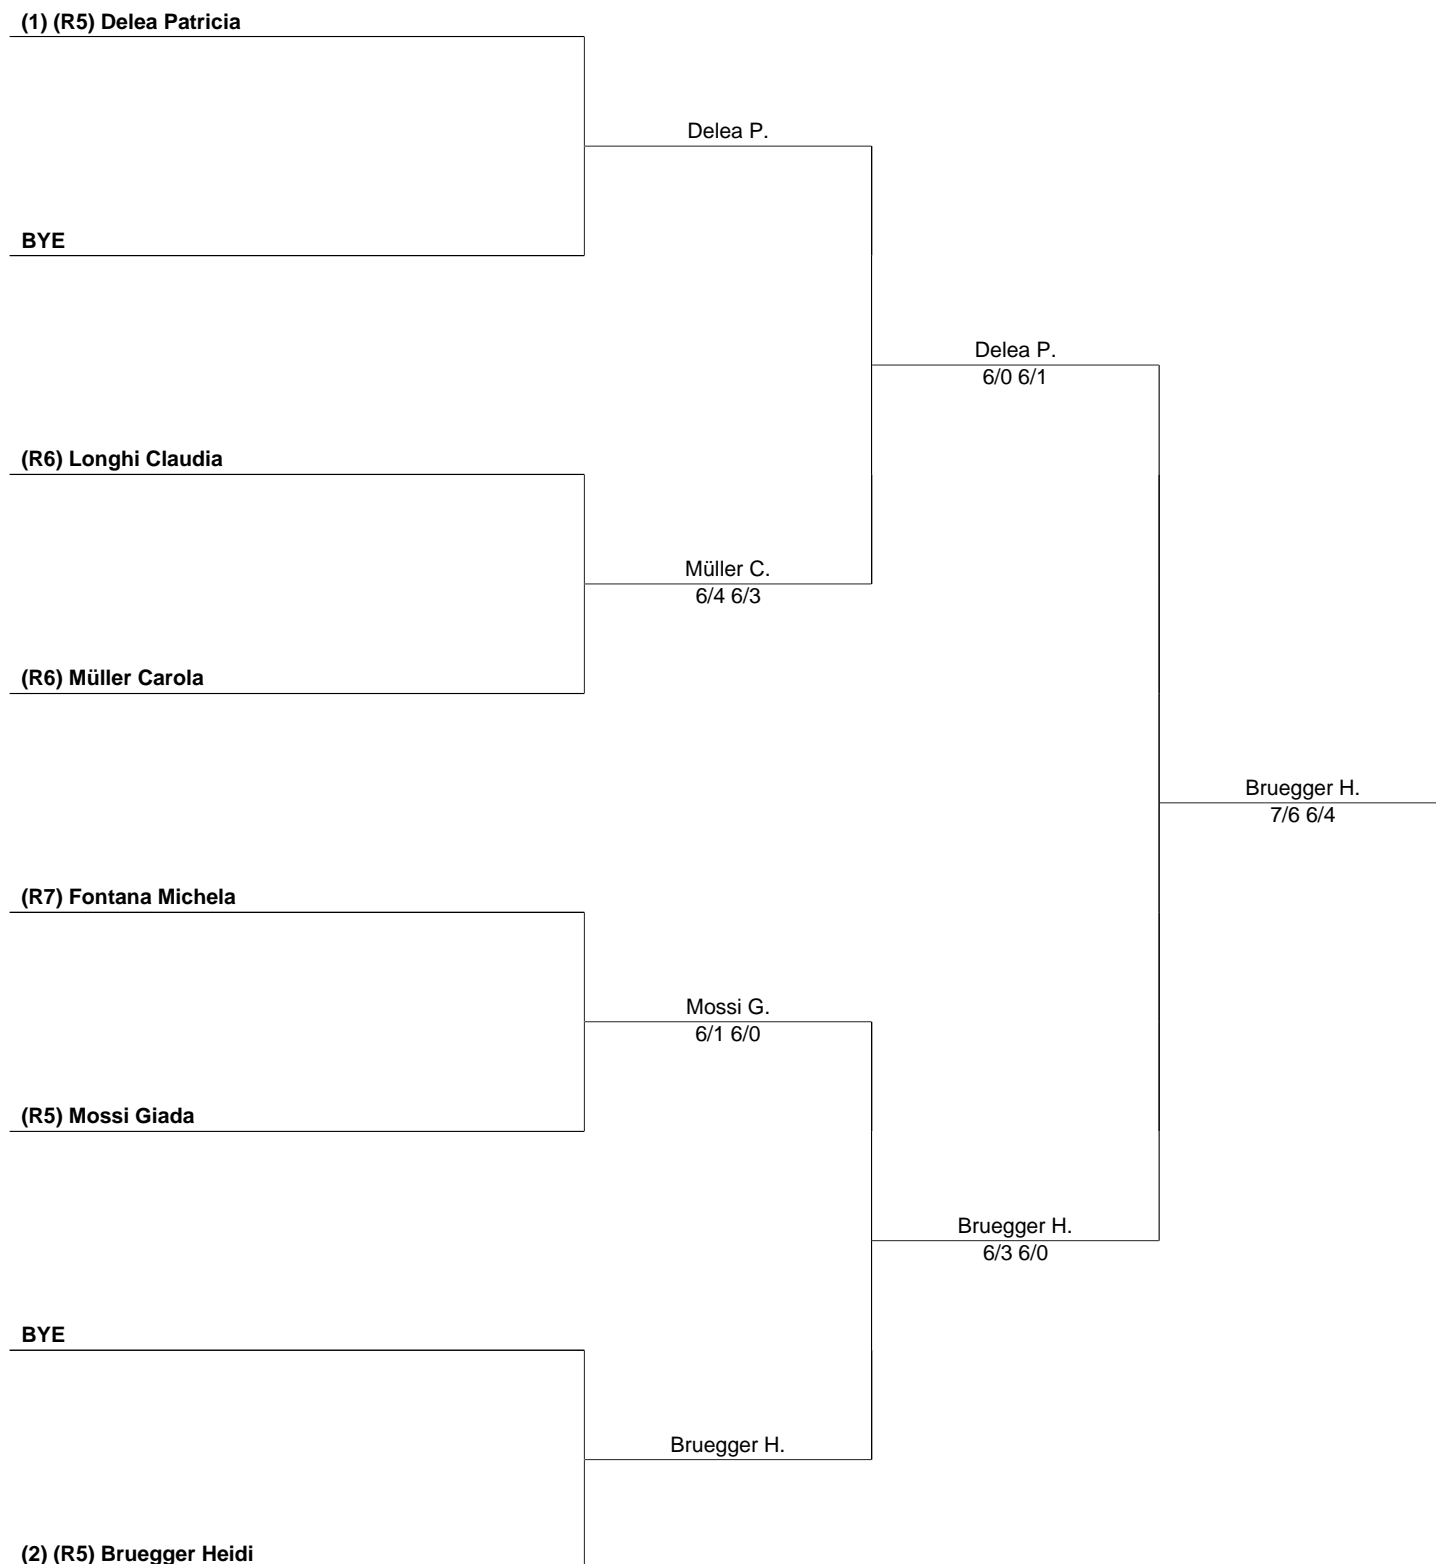 (1) (R5) Delea Patricia
Delea P.
BYE
Delea P.
6/0 6/1
(R6) Longhi Claudia
Müller C.
6/4 6/3
(R6) Müller Carola
Bruegger H.
7/6 6/4
(R7) Fontana Michela
Mossi G.
6/1 6/0
(R5) Mossi Giada
Bruegger H.
6/3 6/0
BYE
Bruegger H.
(2) (R5) Bruegger Heidi